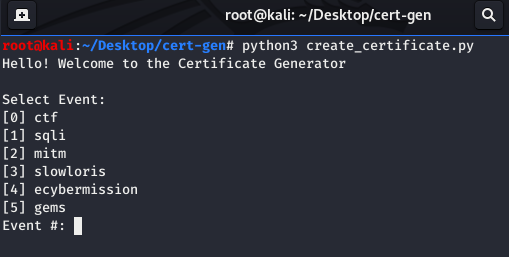 root@kali: ~/Desktop/cert-gen
root@kali:~/Desktop/cert-gen# python3 create_certificate.py
Hello! Welcome to the Certificate Generator
Select Event:
[0] ctf
[1] sqli
[2] mitm
[3] slowloris
[4] ecybermission
[5] gems
Event #: